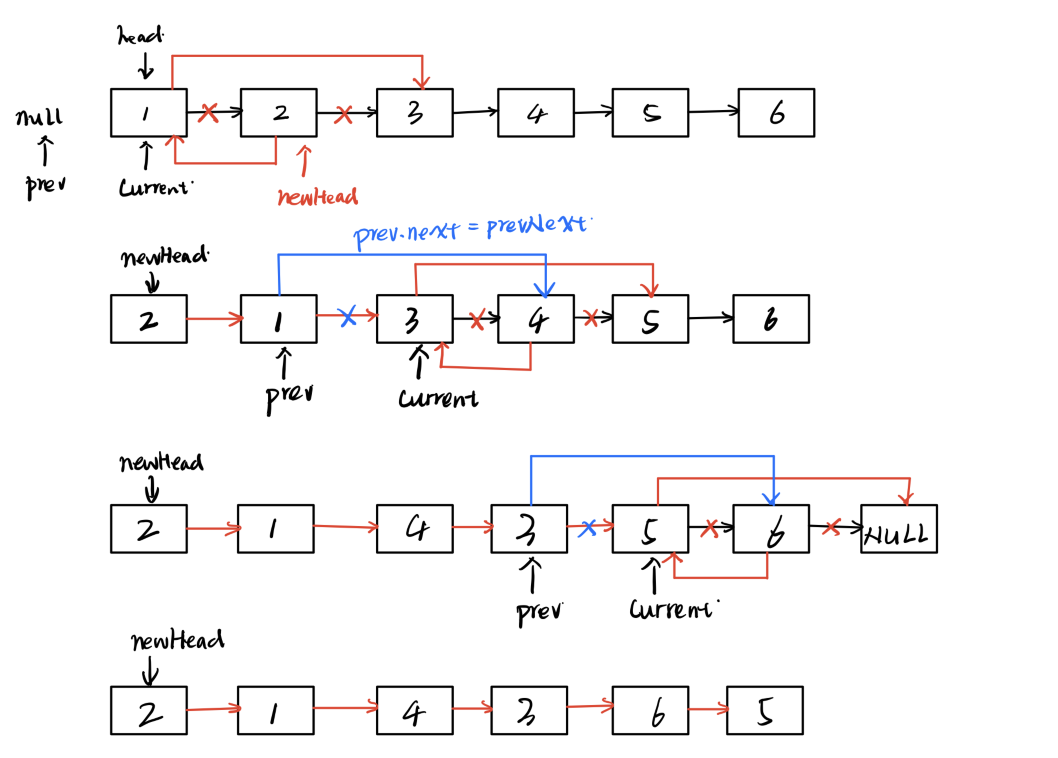 head.
1 2 3 4 5 6
null
prev
Current.
newHead
prev.next = prevNext.
newHead.
2 1 3 4 5 6
prev
Current
newHead
2 1 4 3 5 6 NULL
prev.
Current.
newHead
2 1 4 3 6 5